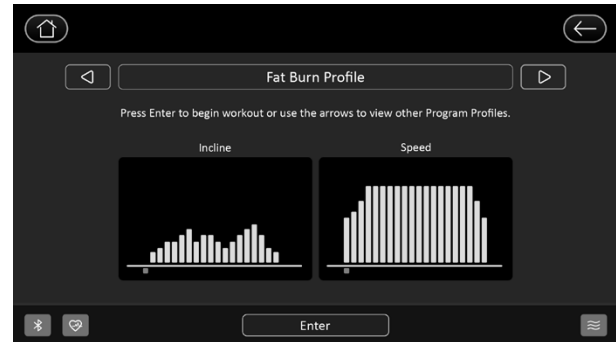 Fat Burn Profile
Press Enter to begin workout or use the arrows to view other Program Profiles.
Incline
Speed
Enter